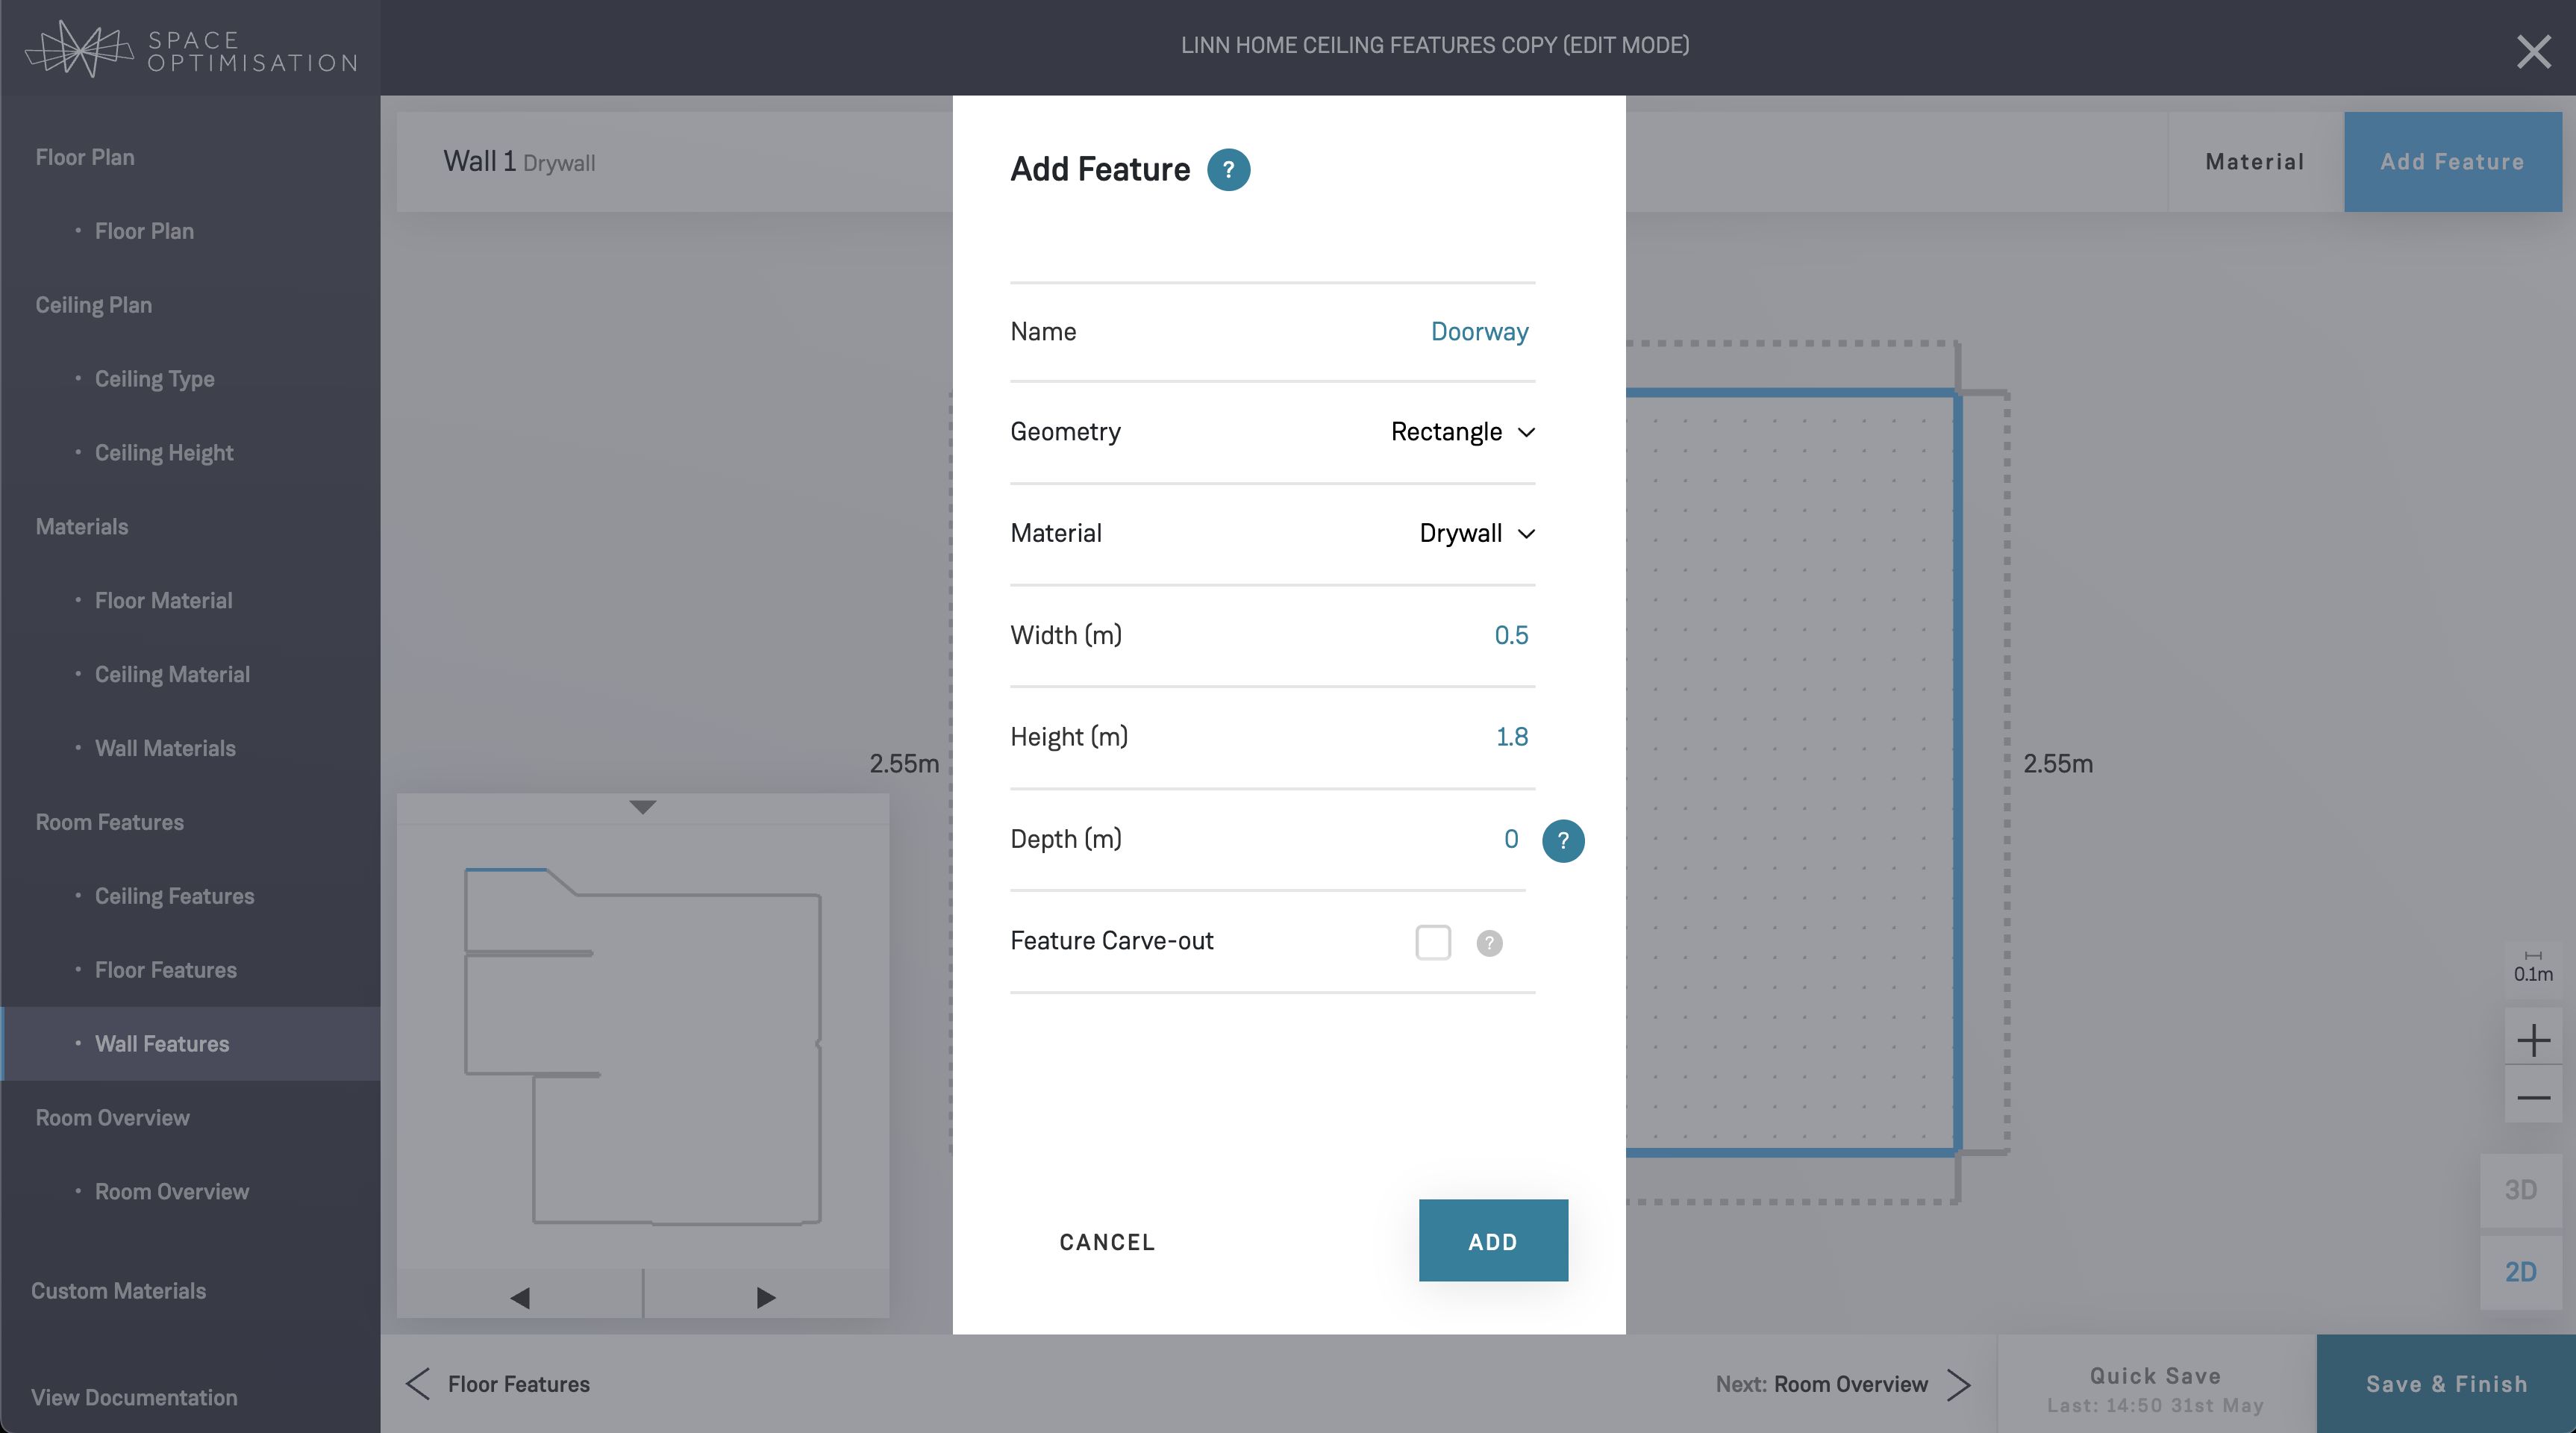 SPACE
OPTIMISATION
LINN HOME CEILING FEATURES COPY (EDIT MODE)
Floor Plan
• Floor Plan
Ceiling Plan
• Ceiling Type
• Ceiling Height
Materials
• Floor Material
• Ceiling Material
• Wall Materials
Room Features
• Ceiling Features
• Floor Features
• Wall Features
Room Overview
• Room Overview
Custom Materials
View Documentation
Wall 1 Drywall
Material
Add Feature
Add Feature ?
Name Doorway
Geometry Rectangle
Material Drywall
Width (m) 0.5
Height (m) 1.8
Depth (m) 0 ?
Feature Carve-out ?
CANCEL
ADD
2.55m
2.55m
0.1m
3D
2D
Floor Features
Next: Room Overview
Quick Save
Last: 14:50 31st May
Save & Finish